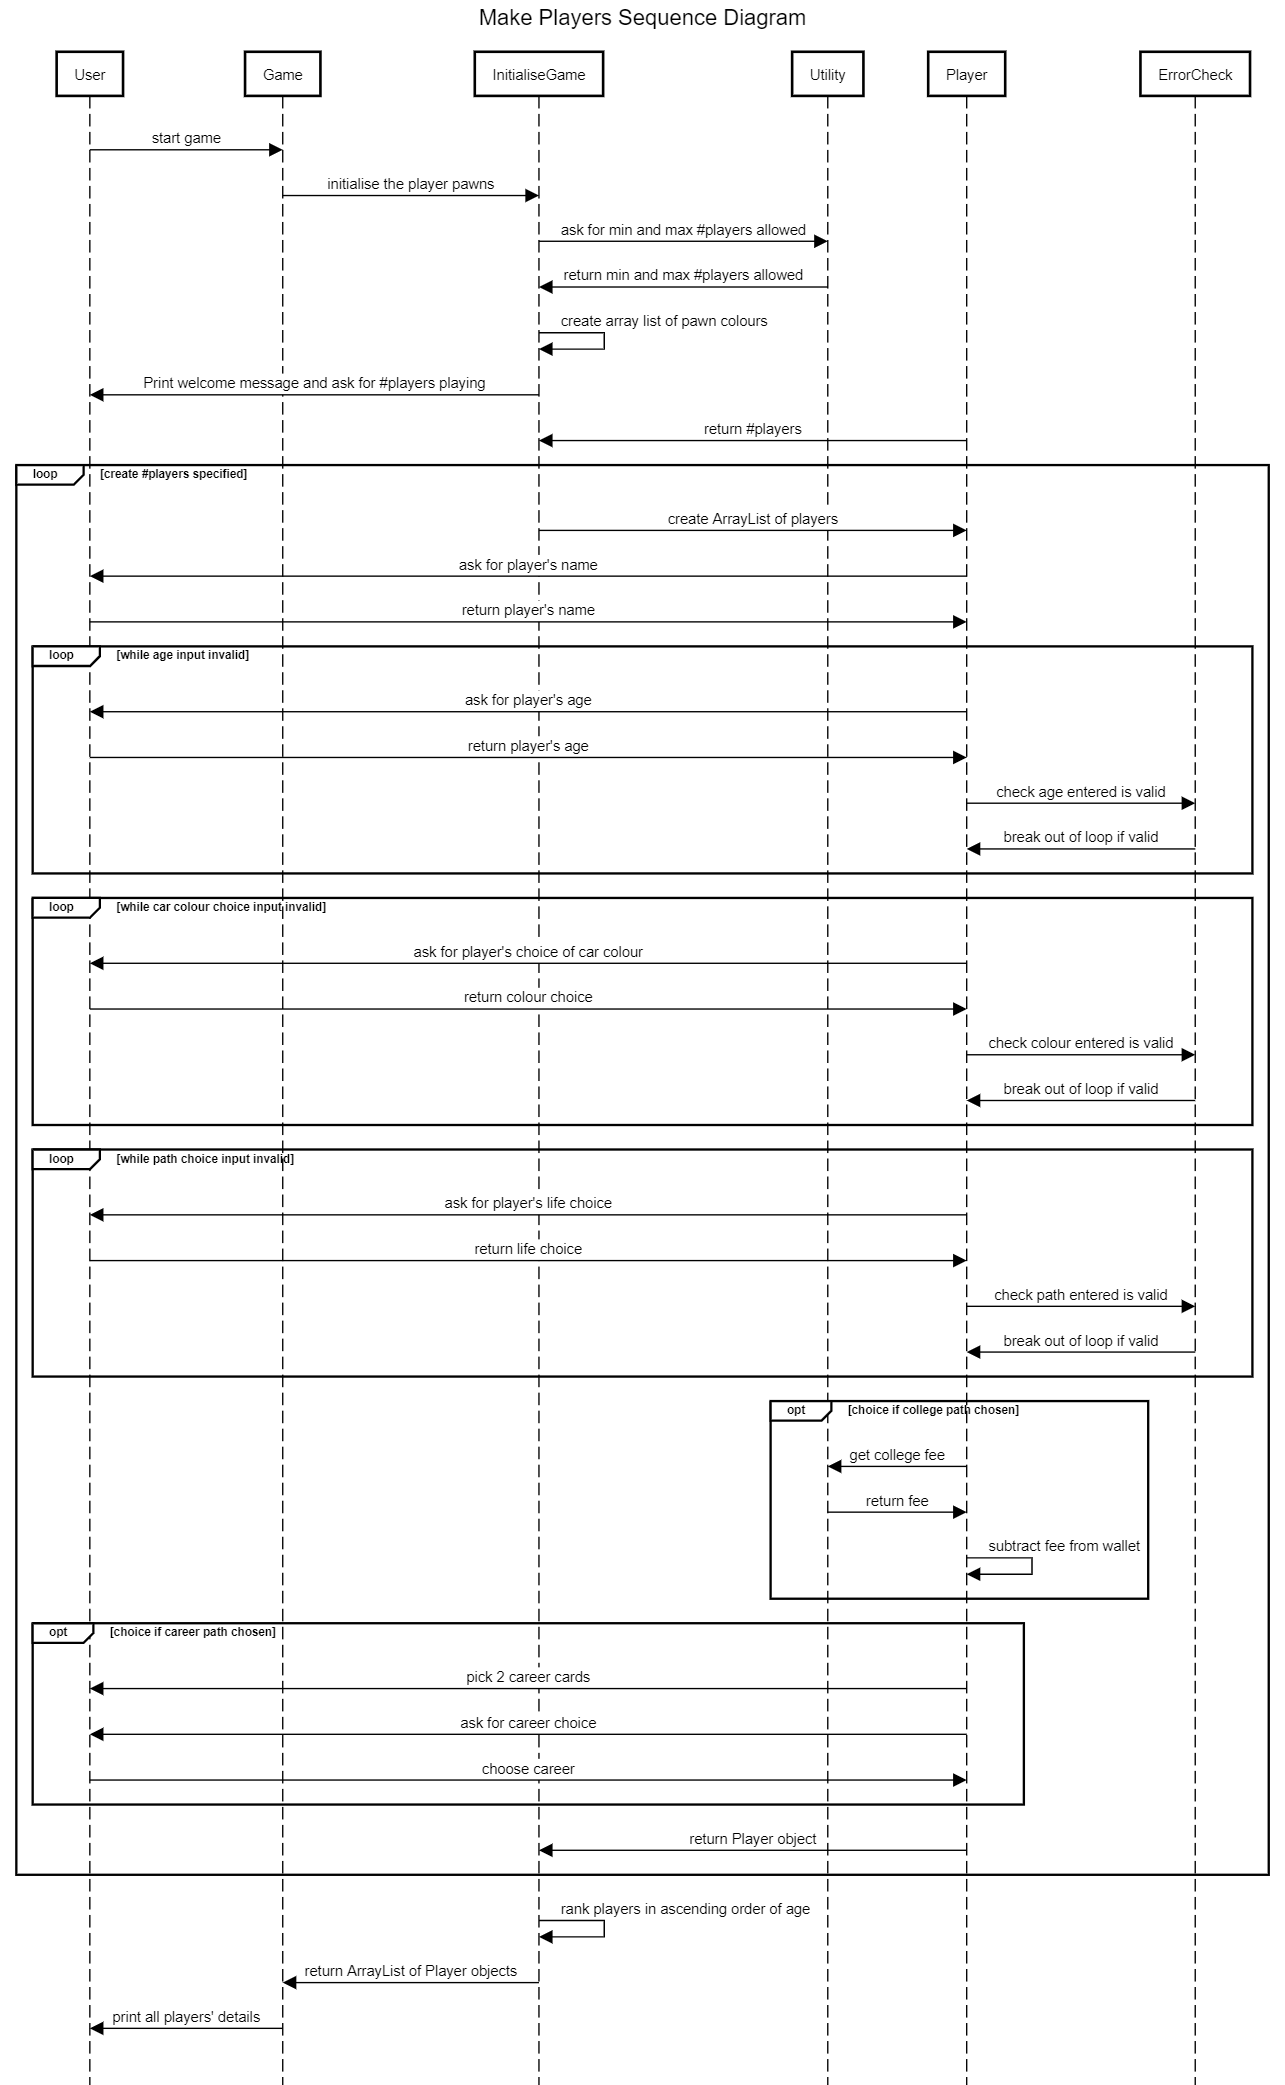 Make Players Sequence Diagram
User
Game
InitialiseGame
Utility
Player
ErrorCheck
start game
initialise the player pawns
ask for min and max #players allowed
return min and max #players allowed
create array list of pawn colours
Print welcome message and ask for #players playing
return #players
loop
[create #players specified]
create ArrayList of players
ask for player's name
return player's name
loop
[while age input invalid]
ask for player's age
return player's age
check age entered is valid
break out of loop if valid
loop
[while car colour choice input invalid]
ask for player's choice of car colour
return colour choice
check colour entered is valid
break out of loop if valid
loop
[while path choice input invalid]
ask for player's life choice
return life choice
check path entered is valid
break out of loop if valid
opt
[choice if college path chosen]
get college fee
return fee
subtract fee from wallet
opt
[choice if career path chosen]
pick 2 career cards
ask for career choice
choose career
return Player object
rank players in ascending order of age
return ArrayList of Player objects
print all players' details